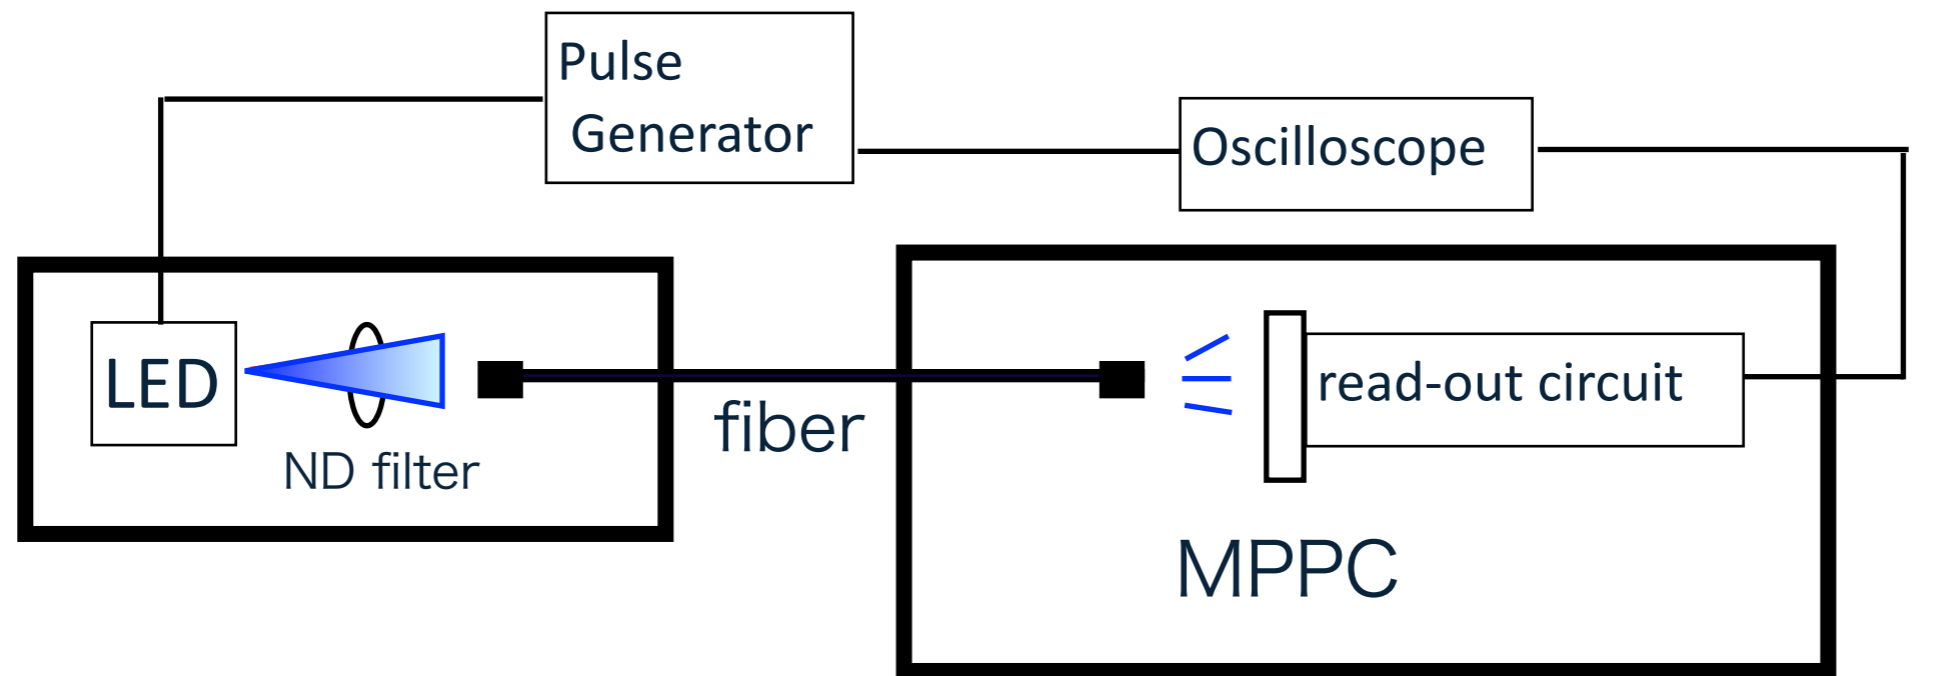 Pulse
Generator
Oscilloscope
LED
ND filter
fiber
read-out circuit
MPPC